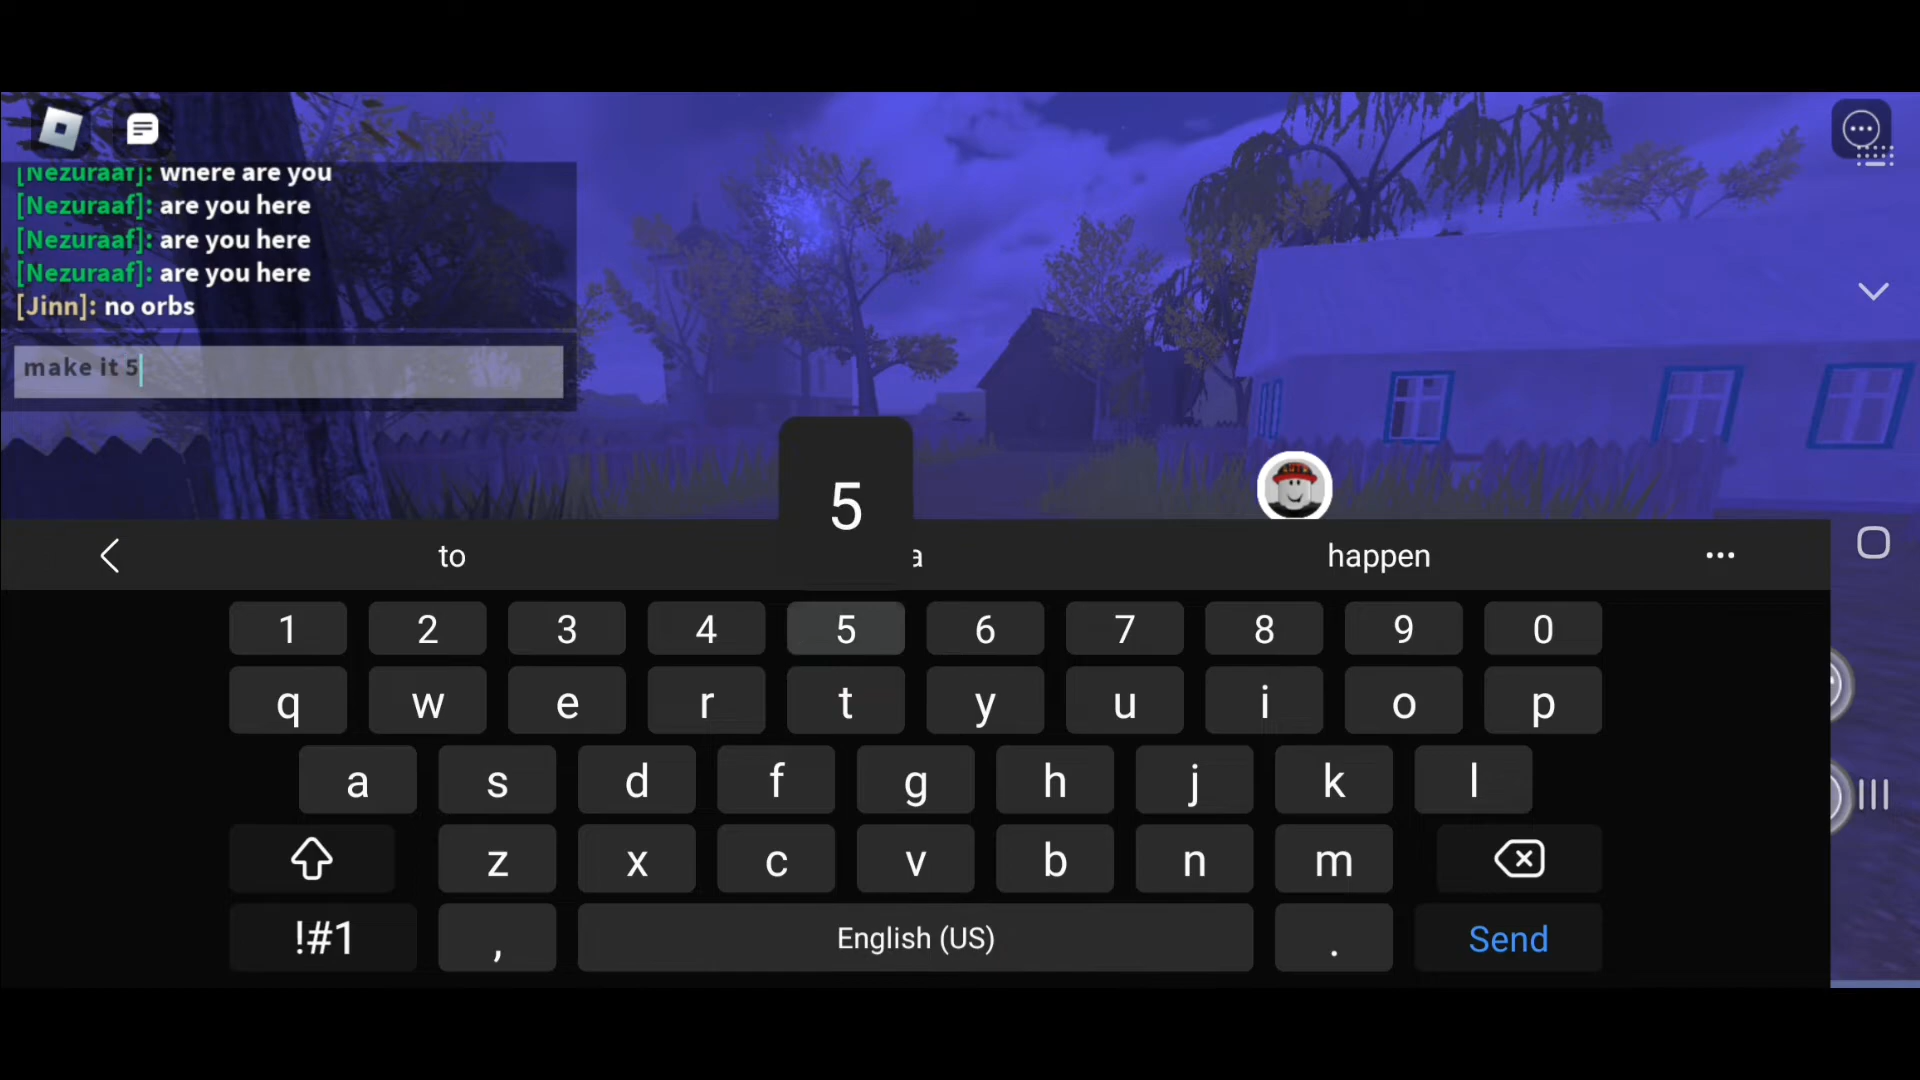 [Nezuraaf]: where are you
[Nezuraaf]: are you here
[Nezuraaf]: are you here
[Nezuraaf]: are you here
[Jinn]: no orbs
make it 5
5
to a happen
1 2 3 4 5 6 7 8 9 0
q w e r t y u i o p
a s d f g h j k l
z x c v b n m
!#1 , English (US) . Send